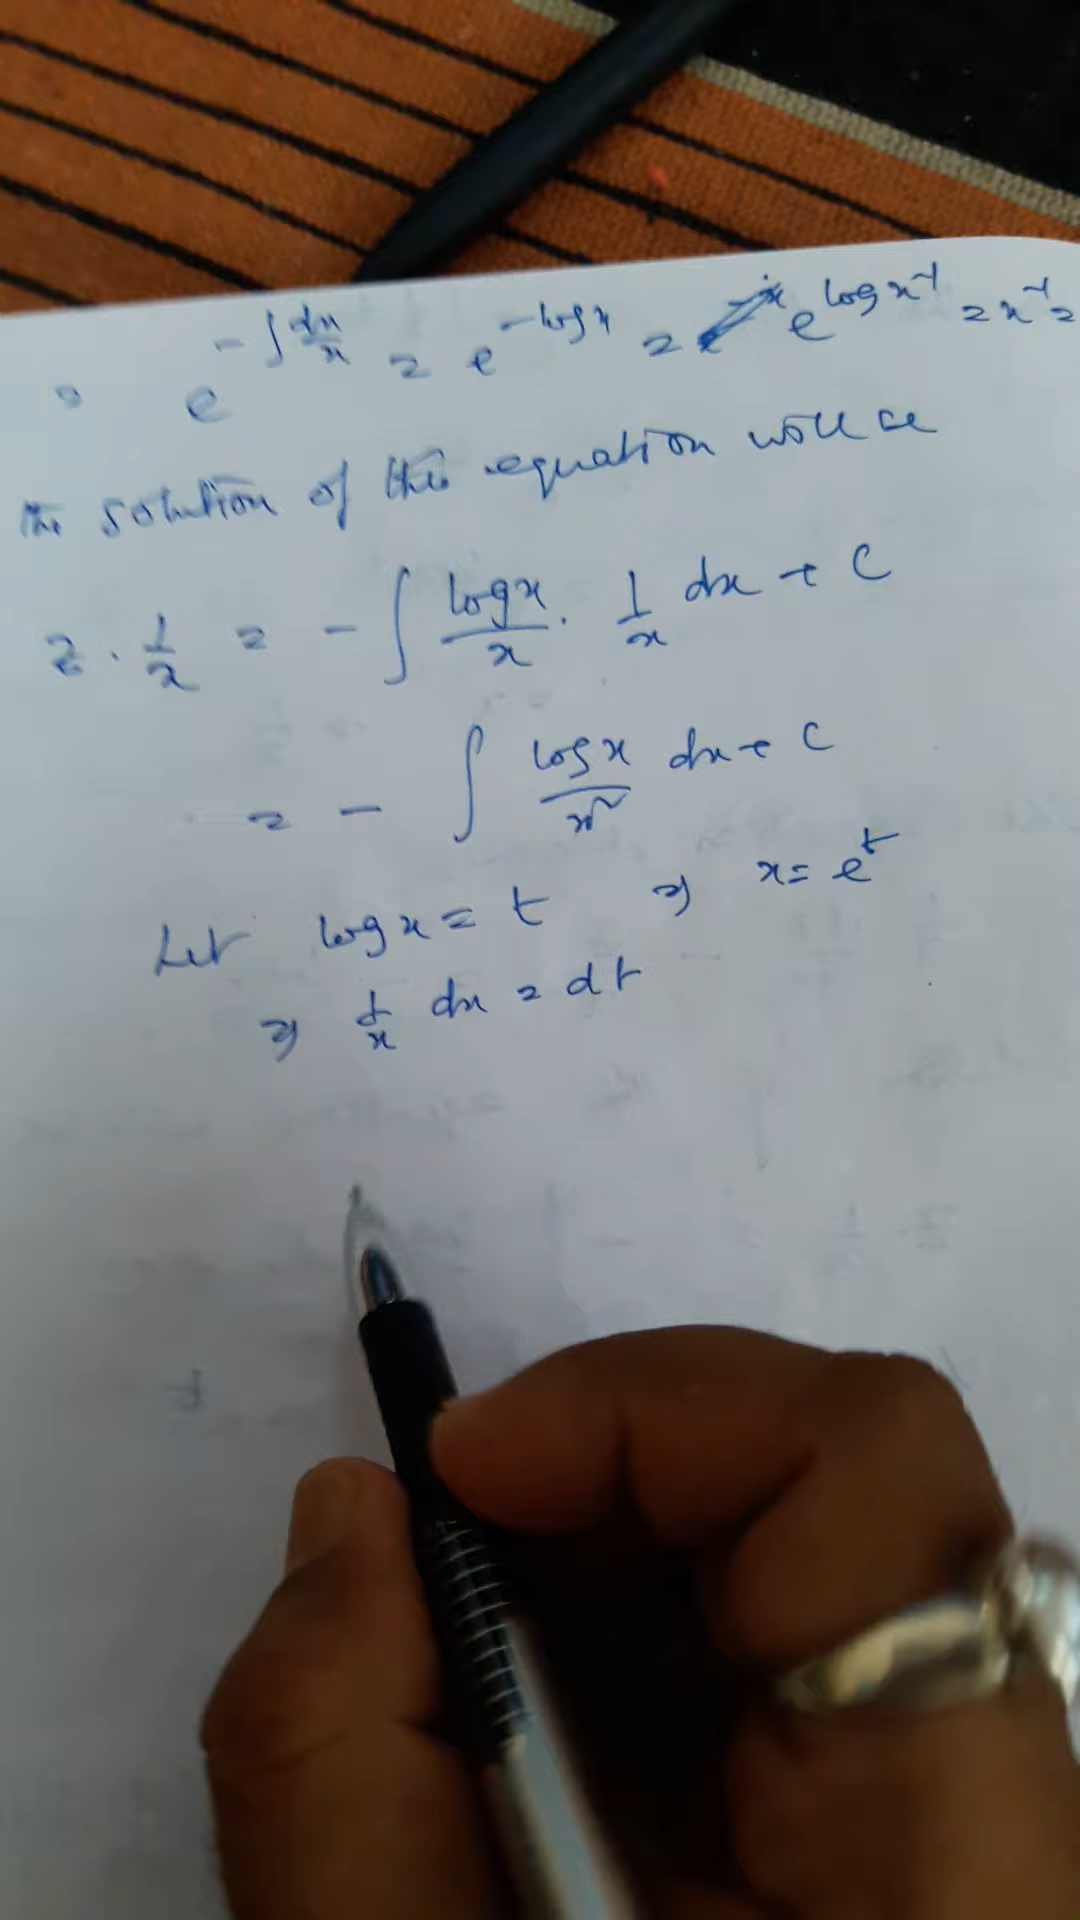 = e^{-∫dx/x} = e^{-log x} = e^{log x^{-1}} = x^{-1} =
the solution of the equation will be
z . 1/x = - ∫ log x / x . 1/x dx + C
= - ∫ log x / x² dx + C
Let log x = t ⇒ x = e^t
⇒ 1/x dx = dt